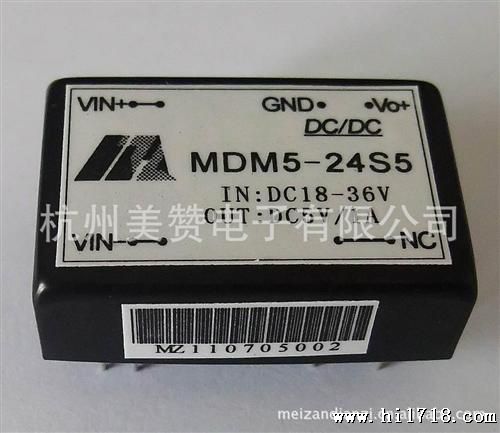 VIN+ GND Vo+
DC/DC
MDM5-24S5
IN:DC18-36V
杭州美赞电子有限公司
OUT:DC5V/1A
VIN- NC
MZ110705002
meizandianzi
www.hi1718.com